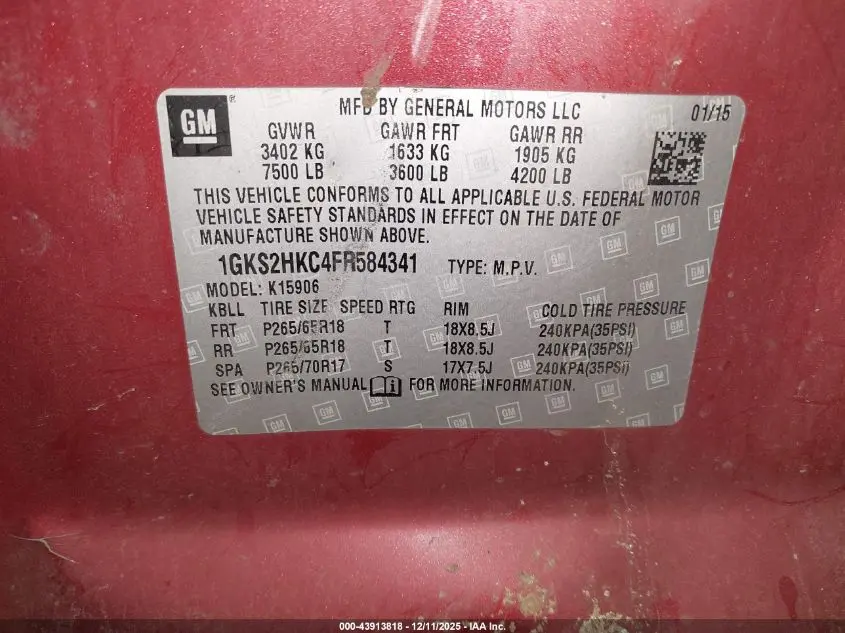 GM ® MFD BY GENERAL MOTORS LLC 01/15
GVWR GAWR FRT GAWR RR
3402 KG 1633 KG 1905 KG
7500 LB 3600 LB 4200 LB
THIS VEHICLE CONFORMS TO ALL APPLICABLE U.S. FEDERAL MOTOR
VEHICLE SAFETY STANDARDS IN EFFECT ON THE DATE OF
MANUFACTURE SHOWN ABOVE.
1GKS2HKC4FR584341 TYPE: M.P.V.
MODEL: K15906
KBLL TIRE SIZE SPEED RTG RIM COLD TIRE PRESSURE
FRT P265/65R18 T 18X8.5J 240KPA(35PSI)
RR P265/65R18 T 18X8.5J 240KPA(35PSI)
SPA P265/70R17 S 17X7.5J 240KPA(35PSI)
SEE OWNER'S MANUAL FOR MORE INFORMATION.
000-43913818 - 12/11/2025 - IAA Inc.